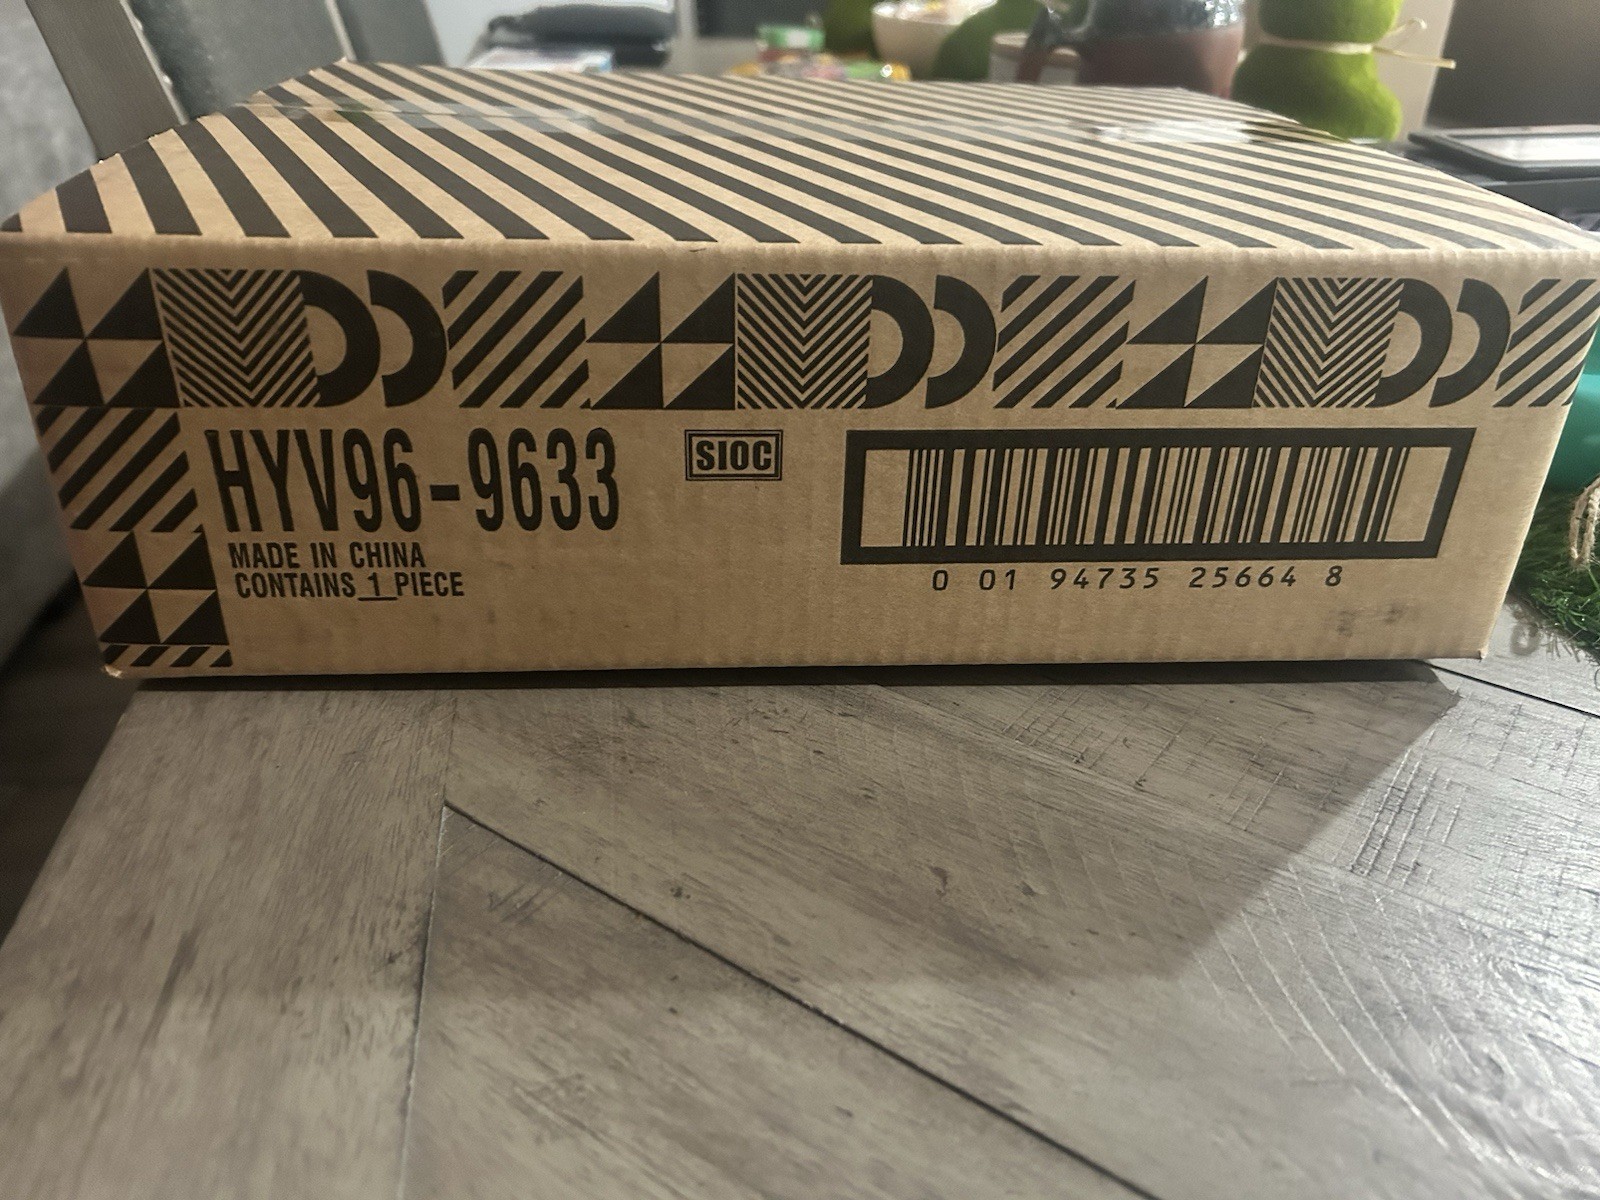 HYV96-9633
MADE IN CHINA
CONTAINS 1 PIECE
SIOC
0 01 94735 25664 8